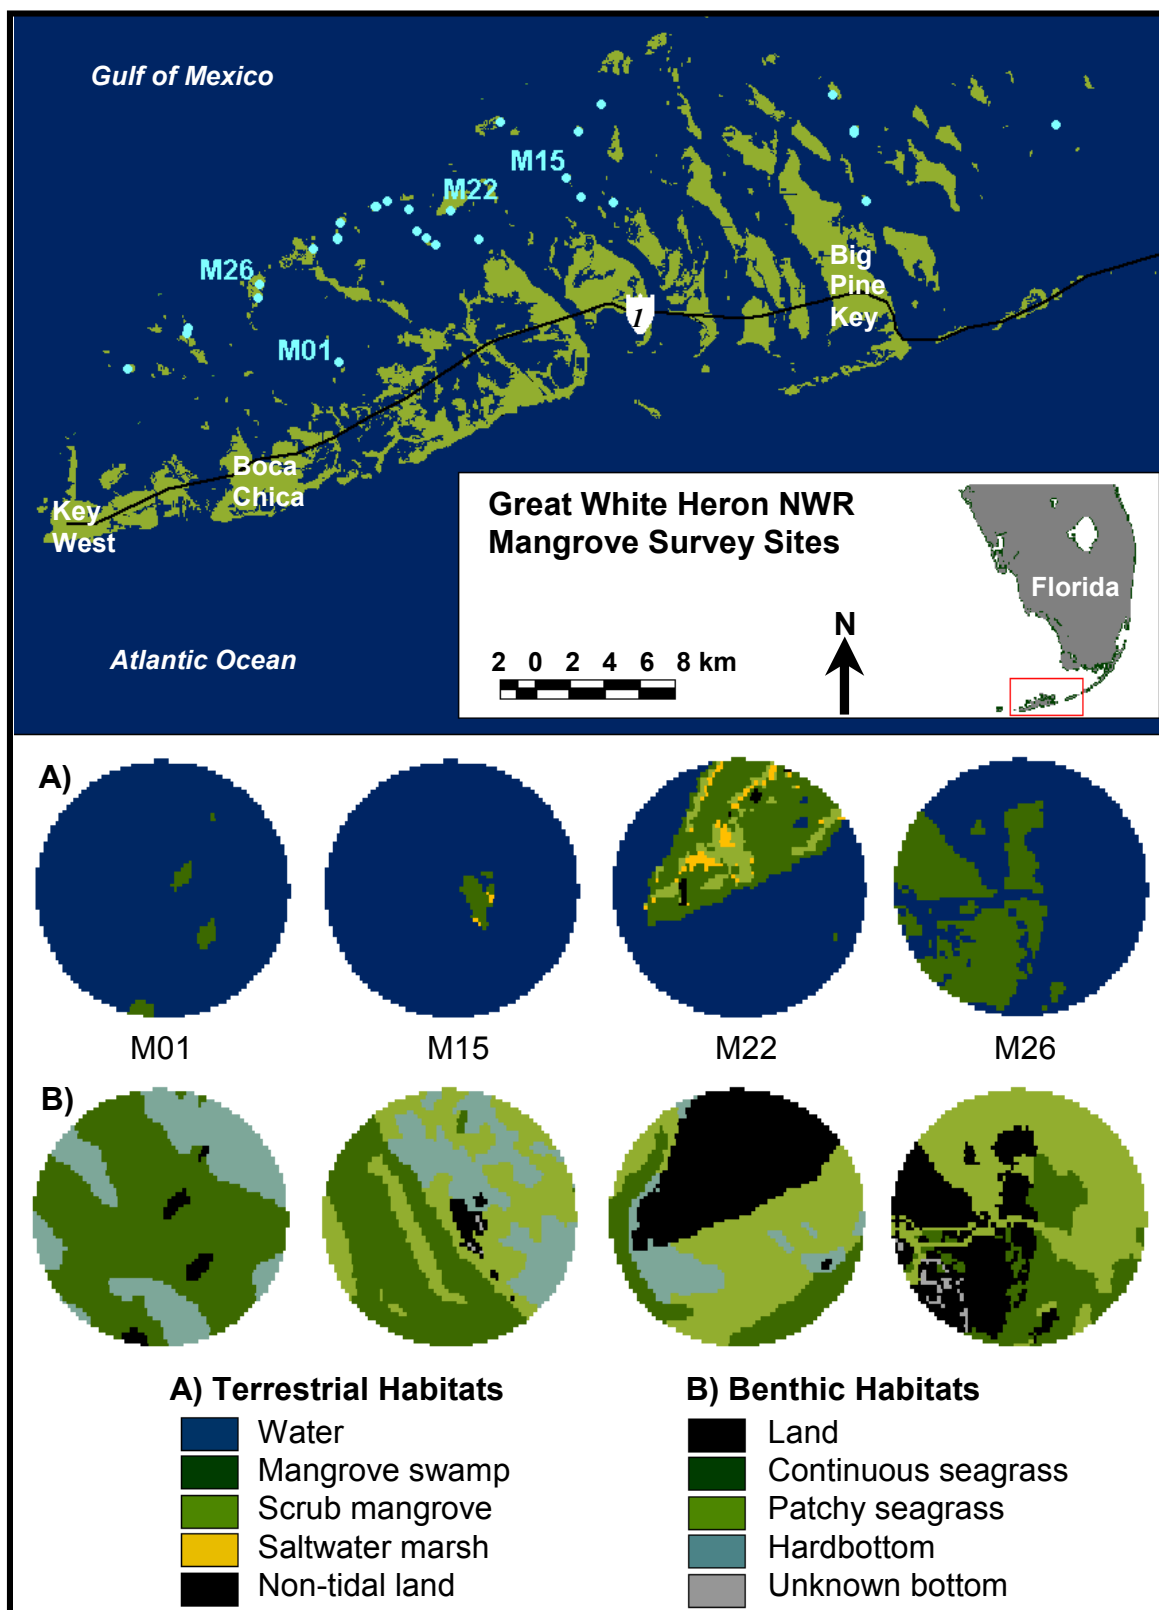 Gulf of Mexico
M15
M22
M26
Big
Pine
Key
1
M01
Boca
Chica
Key
West
Great White Heron NWR
Mangrove Survey Sites
Florida
N
2 0 2 4 6 8 km
Atlantic Ocean
A)
M01 M15 M22 M26
B)
A) Terrestrial Habitats
Water
Mangrove swamp
Scrub mangrove
Saltwater marsh
Non-tidal land
B) Benthic Habitats
Land
Continuous seagrass
Patchy seagrass
Hardbottom
Unknown bottom